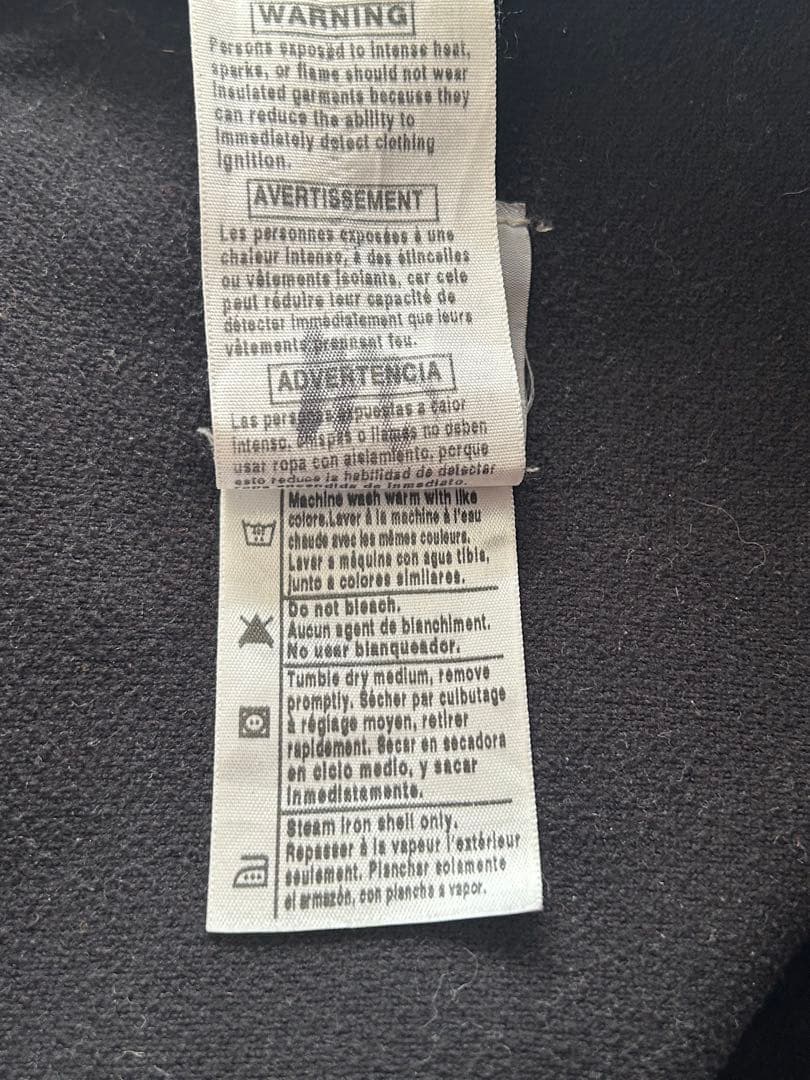 WARNING
Persons exposed to intense heat,
sparks, or flame should not wear
insulated garments because they
can reduce the ability to
immediately detect clothing
ignition.
AVERTISSEMENT
Les personnes exposées à une
chaleur intense, à des étincelles
ou vêtements isolants, car cele
peut réduire leur capacité de
détecter immédiatement que leurs
vêtements prennent feu.
ADVERTENCIA
Las personas expuestas a calor
intenso, chispas o llamas no deben
usar ropa con aislamiento, porque
esto reduce la habilidad de detectar
ropa encendida de inmediato.
Machine wash warm with like
colors.Laver à la machine à l'eau
chaude avec les mêmes couleurs.
Lavar a máquina con agua tibia,
junto a colores similares.
Do not bleach.
Aucun agent de blanchiment.
No usar blanqueador.
Tumble dry medium, remove
promptly. Sécher par culbutage
à réglage moyen, retirer
rapidement. Secar en secadora
en ciclo medio, y sacar
inmediatamente.
Steam iron shell only.
Repasser à la vapeur l'extérieur
seulement. Planchar solamente
el armazón, con plancha a vapor.